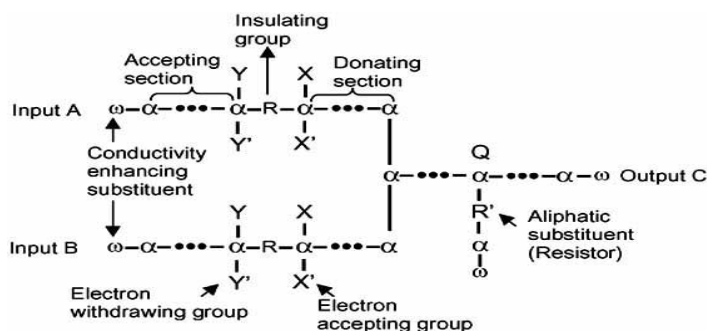 Insulating
group
Accepting
section
Donating
section
Y X
Input A ω–α–•••–α–R–α–•••–α
Y' X'
Conductivity
enhancing
substituent
Q
α–•••–α–•••–α–ω Output C
R'
α
ω
Aliphatic
substituent
(Resistor)
Y X
Input B ω–α–•••–α–R–α–•••–α
Y' X'
Electron
withdrawing group
Electron
accepting group